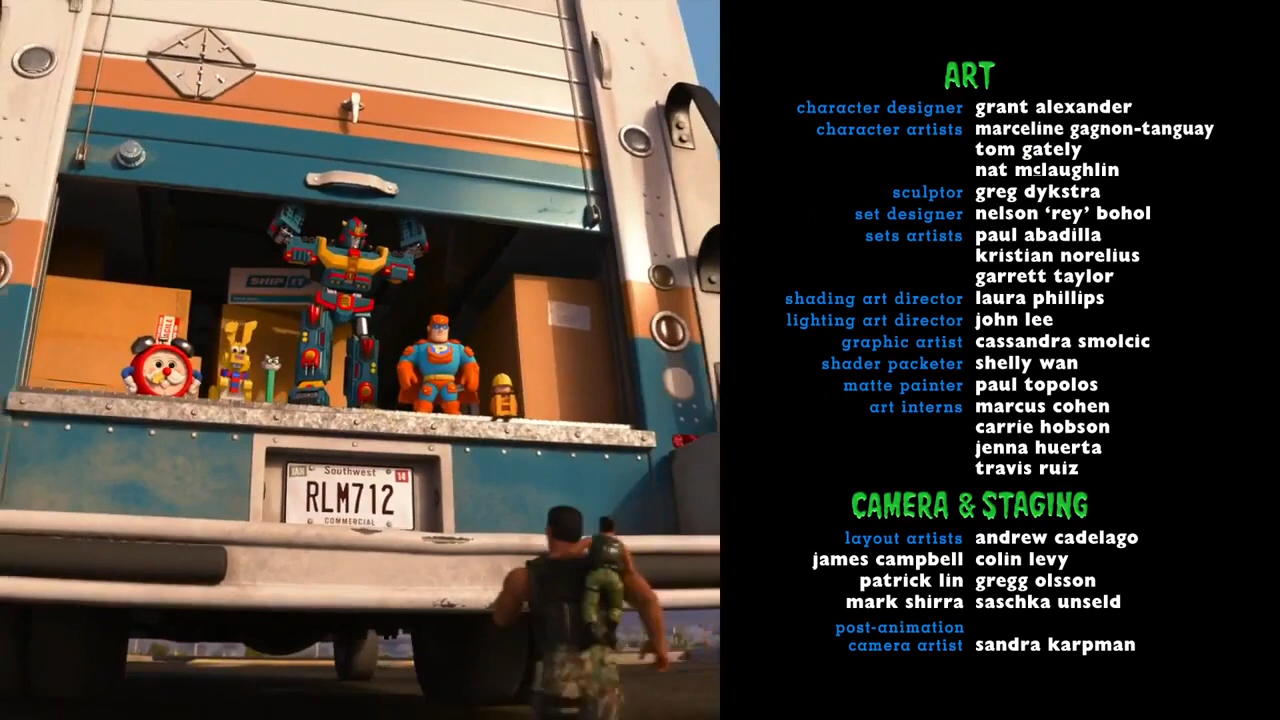 SHIP IT
JAN
Southwest
14
RLM712
COMMERCIAL
ART
character designer grant alexander
character artists marceline gagnon-tanguay
tom gately
nat mclaughlin
sculptor greg dykstra
set designer nelson ‘rey’ bohol
sets artists paul abadilla
kristian norelius
garrett taylor
shading art director laura phillips
lighting art director john lee
graphic artist cassandra smolcic
shader packeter shelly wan
matte painter paul topolos
art interns marcus cohen
carrie hobson
jenna huerta
travis ruiz
CAMERA & STAGING
layout artists andrew cadelago
james campbell colin levy
patrick lin gregg olsson
mark shirra saschka unseld
post-animation
camera artist sandra karpman